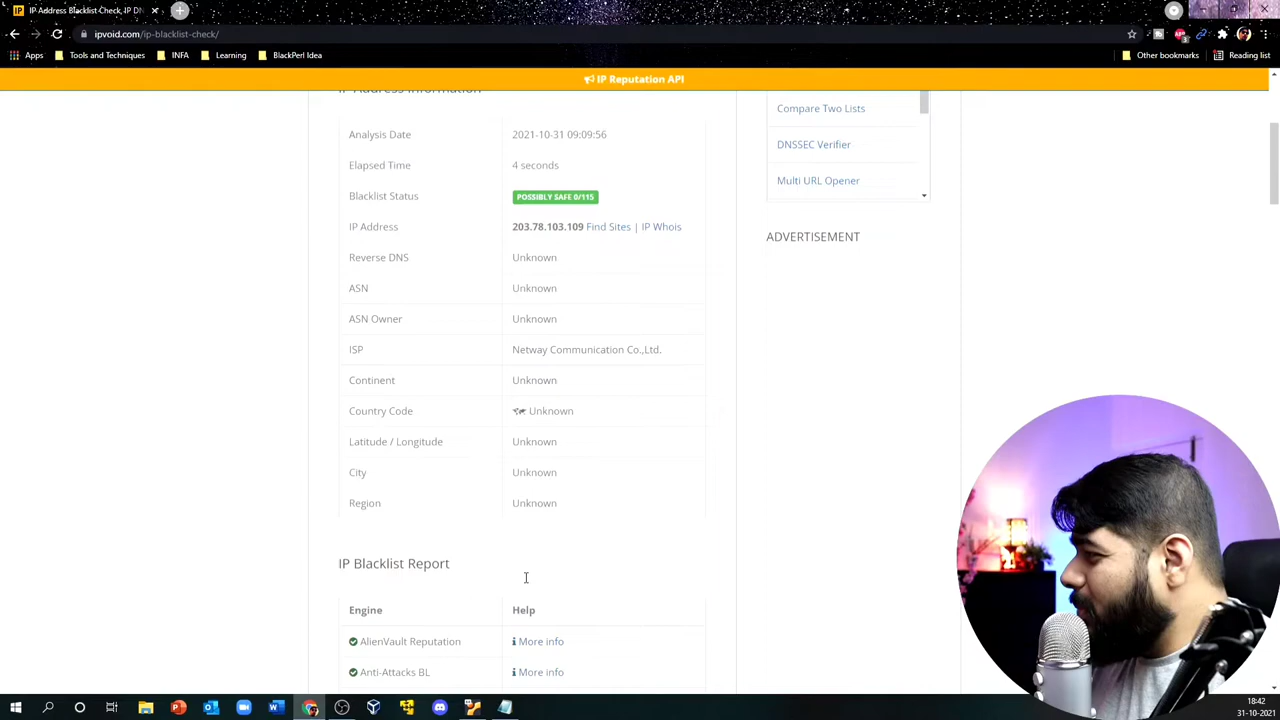 IP Address Blacklist Check, IP DN
ipvoid.com/ip-blacklist-check/
Apps Tools and Techniques INFA Learning BlackPerl Idea Other bookmarks Reading list
IP Reputation API
IP Address Information
Analysis Date 2021-10-31 09:09:56
Elapsed Time 4 seconds
Blacklist Status POSSIBLY SAFE 0/115
IP Address 203.78.103.109 Find Sites | IP Whois
Reverse DNS Unknown
ASN Unknown
ASN Owner Unknown
ISP Netway Communication Co.,Ltd.
Continent Unknown
Country Code Unknown
Latitude / Longitude Unknown
City Unknown
Region Unknown
IP Blacklist Report
Engine Help
AlienVault Reputation More info
Anti-Attacks BL More info
Compare Two Lists
DNSSEC Verifier
Multi URL Opener
ADVERTISEMENT
18:42
31-10-2021